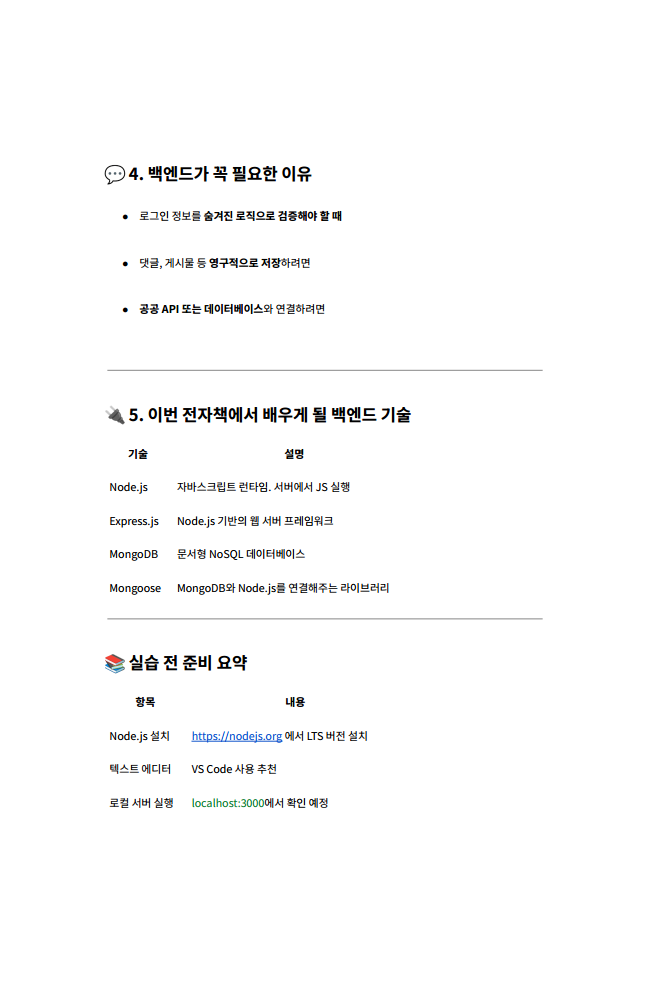 💬 4. 백엔드가 꼭 필요한 이유
● 로그인 정보를 숨겨진 로직으로 검증해야 할 때
● 댓글, 게시물 등 영구적으로 저장하려면
● 공공 API 또는 데이터베이스와 연결하려면
🔌 5. 이번 전자책에서 배우게 될 백엔드 기술
기술 설명
Node.js 자바스크립트 런타임. 서버에서 JS 실행
Express.js Node.js 기반의 웹 서버 프레임워크
MongoDB 문서형 NoSQL 데이터베이스
Mongoose MongoDB와 Node.js를 연결해주는 라이브러리
📚 실습 전 준비 요약
항목 내용
Node.js 설치 https://nodejs.org 에서 LTS 버전 설치
텍스트 에디터 VS Code 사용 추천
로컬 서버 실행 localhost:3000에서 확인 예정